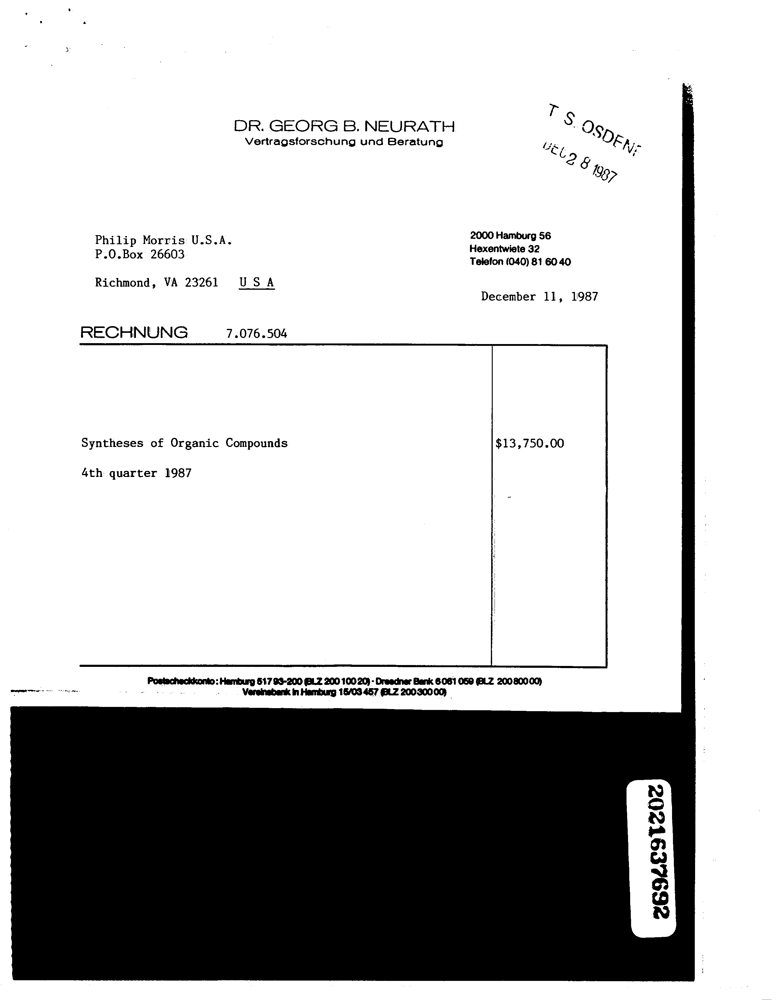 DR. GEORG B. NEURATH
Vertragsforschung und Beratung
T S. OSDENE
DEC 28 1987
Philip Morris U.S.A.
P.O.Box 26603
Richmond, VA 23261 U S A
2000 Hamburg 56
Hexentwiete 32
Telefon (040) 81 60 40
December 11, 1987
RECHNUNG 7.076.504
Syntheses of Organic Compounds $13,750.00
4th quarter 1987
Postscheckkonto: Hamburg 517 93-200 (BLZ 200 100 20) · Dresdner Bank 6 061 059 (BLZ 200 800 00)
Vereinsbank in Hamburg 15/03 457 (BLZ 200 300 00)
2021637692